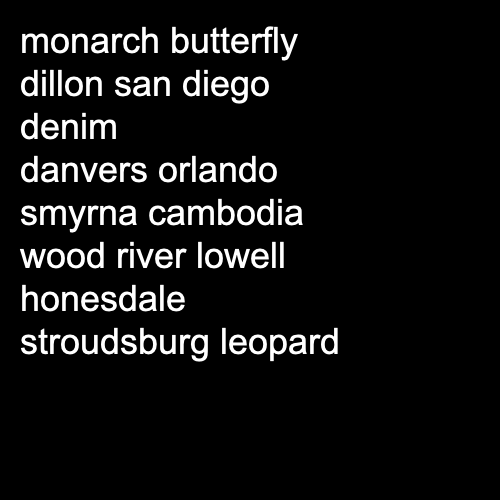 monarch butterfly
dillon san diego
denim
danvers orlando
smyrna cambodia
wood river lowell
honesdale
stroudsburg leopard